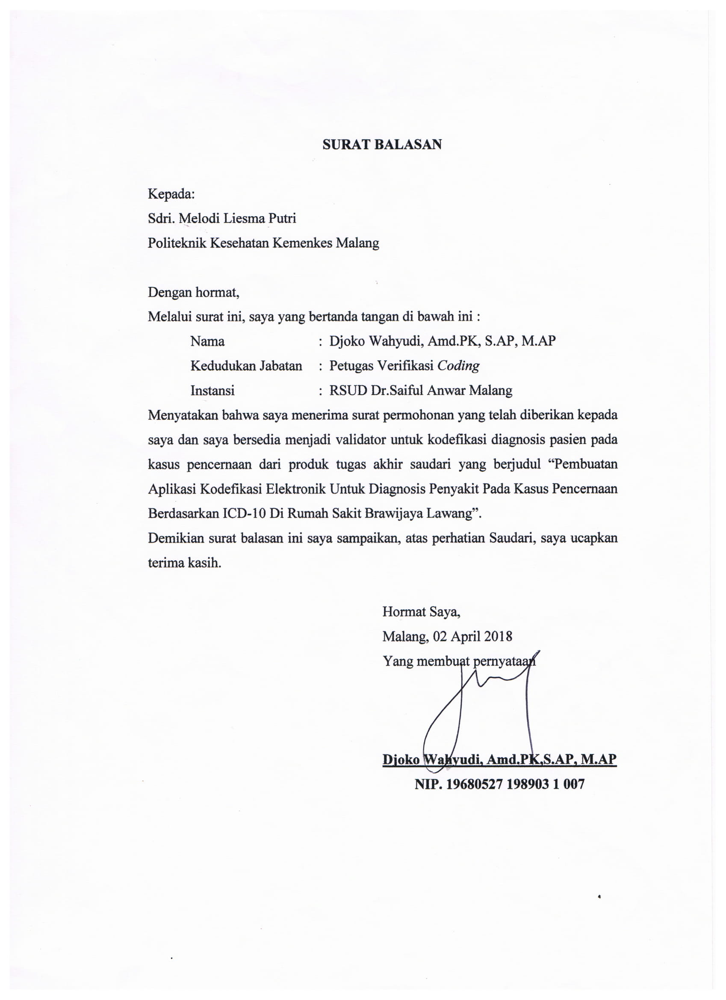 SURAT BALASAN
Kepada:
Sdri. Melodi Liesma Putri
Politeknik Kesehatan Kemenkes Malang
Dengan hormat,
Melalui surat ini, saya yang bertanda tangan di bawah ini :
Nama : Djoko Wahyudi, Amd.PK, S.AP, M.AP
Kedudukan Jabatan : Petugas Verifikasi Coding
Instansi : RSUD Dr.Saiful Anwar Malang
Menyatakan bahwa saya menerima surat permohonan yang telah diberikan kepada
saya dan saya bersedia menjadi validator untuk kodefikasi diagnosis pasien pada
kasus pencernaan dari produk tugas akhir saudari yang berjudul “Pembuatan
Aplikasi Kodefikasi Elektronik Untuk Diagnosis Penyakit Pada Kasus Pencernaan
Berdasarkan ICD-10 Di Rumah Sakit Brawijaya Lawang”.
Demikian surat balasan ini saya sampaikan, atas perhatian Saudari, saya ucapkan
terima kasih.
Hormat Saya,
Malang, 02 April 2018
Yang membuat pernyataan
Djoko Wahyudi, Amd.PK,S.AP, M.AP
NIP. 19680527 198903 1 007